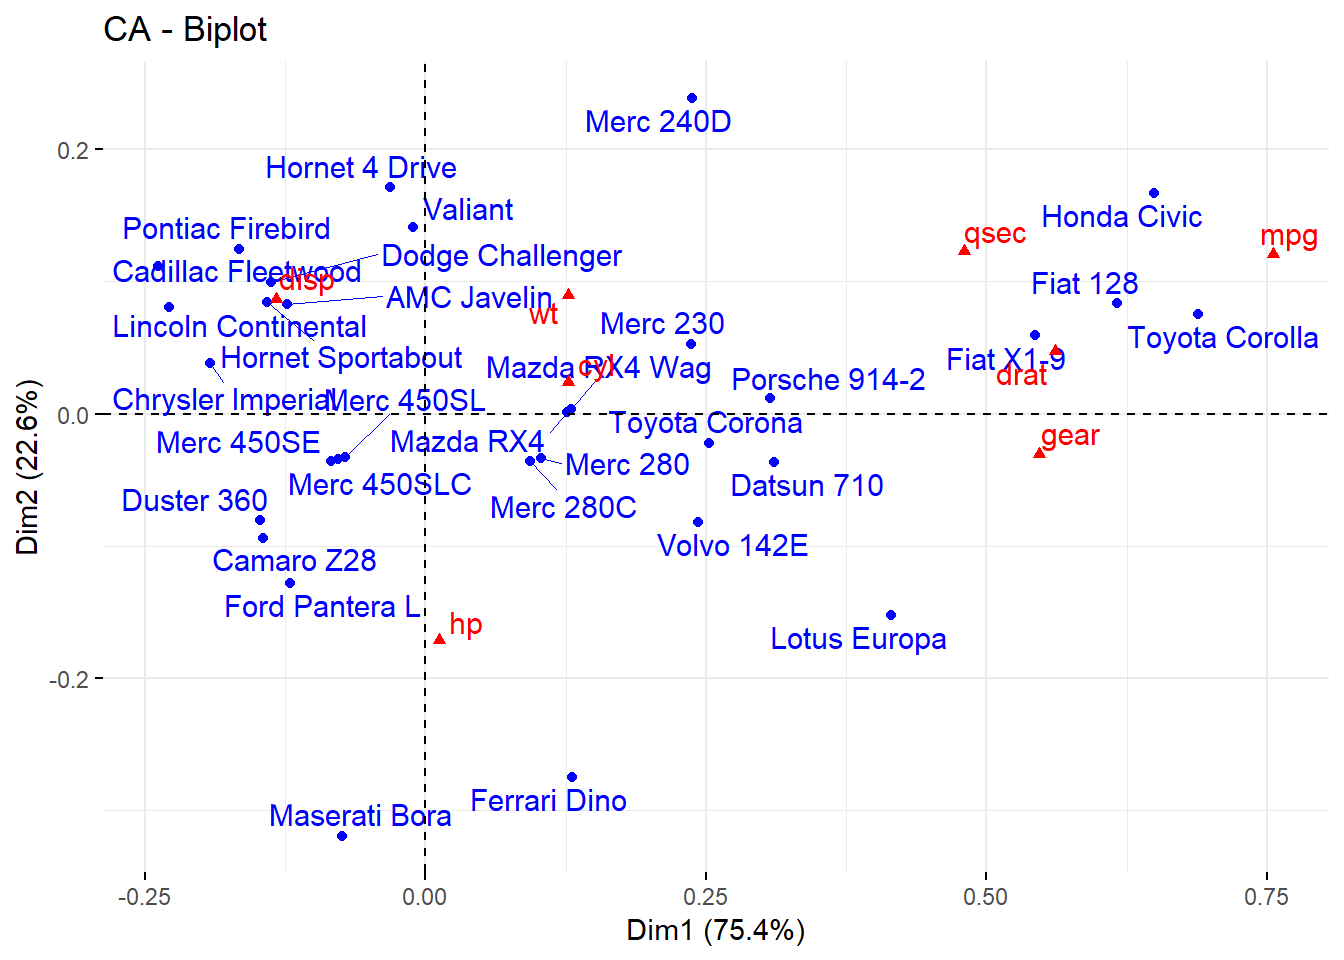 CA - Biplot
Merc 240D
0.2
Hornet 4 Drive
Valiant
Honda Civic
Pontiac Firebird
qsec
mpg
Dodge Challenger
Cadillac Fleetwood
disp
Fiat 128
AMC Javelin
wt
Merc 230
Lincoln Continental
Toyota Corolla
Hornet Sportabout
Fiat X1-9
Mazda RX4 Wag
cyl
drat
Porsche 914-2
Chrysler Imperial
Merc 450SL
0.0
Toyota Corona
gear
Merc 450SE
Mazda RX4
Merc 280
Merc 450SLC
Datsun 710
Duster 360
Merc 280C
Volvo 142E
Camaro Z28
Ford Pantera L
hp
Lotus Europa
-0.2
Ferrari Dino
Maserati Bora
-0.25
0.00
0.25
0.50
0.75
Dim1 (75.4%)
Dim2 (22.6%)